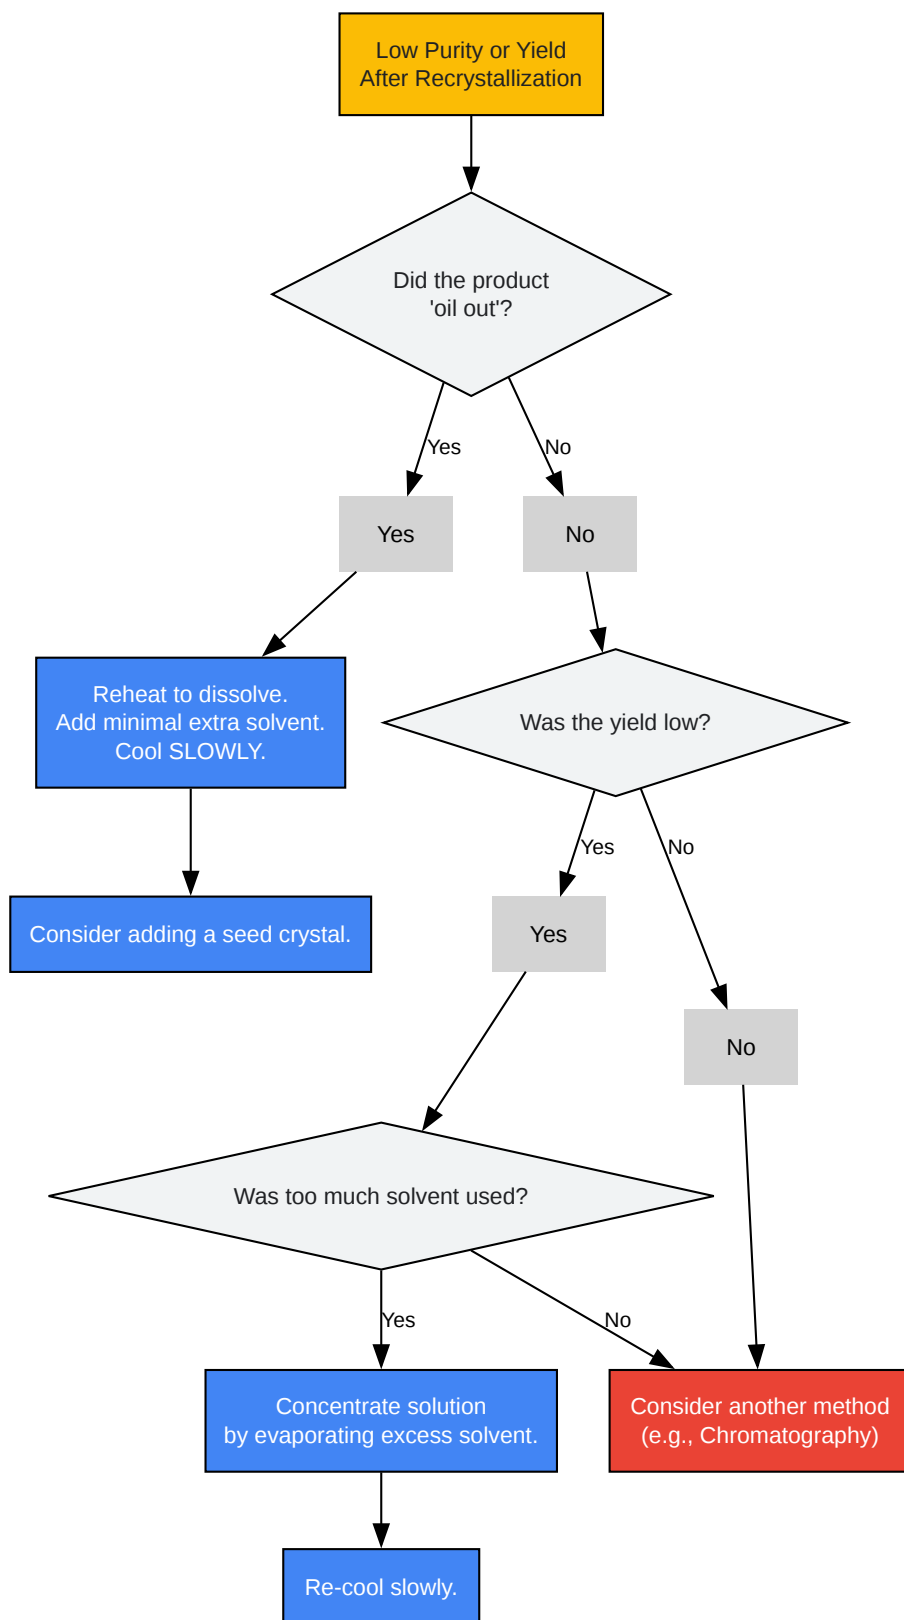 Low Purity or Yield
After Recrystallization
Did the product
'oil out'?
Yes
No
Yes
No
Reheat to dissolve.
Add minimal extra solvent.
Cool SLOWLY.
Was the yield low?
Yes
No
Consider adding a seed crystal.
Yes
No
Was too much solvent used?
Yes
No
Concentrate solution
by evaporating excess solvent.
Consider another method
(e.g., Chromatography)
Re-cool slowly.